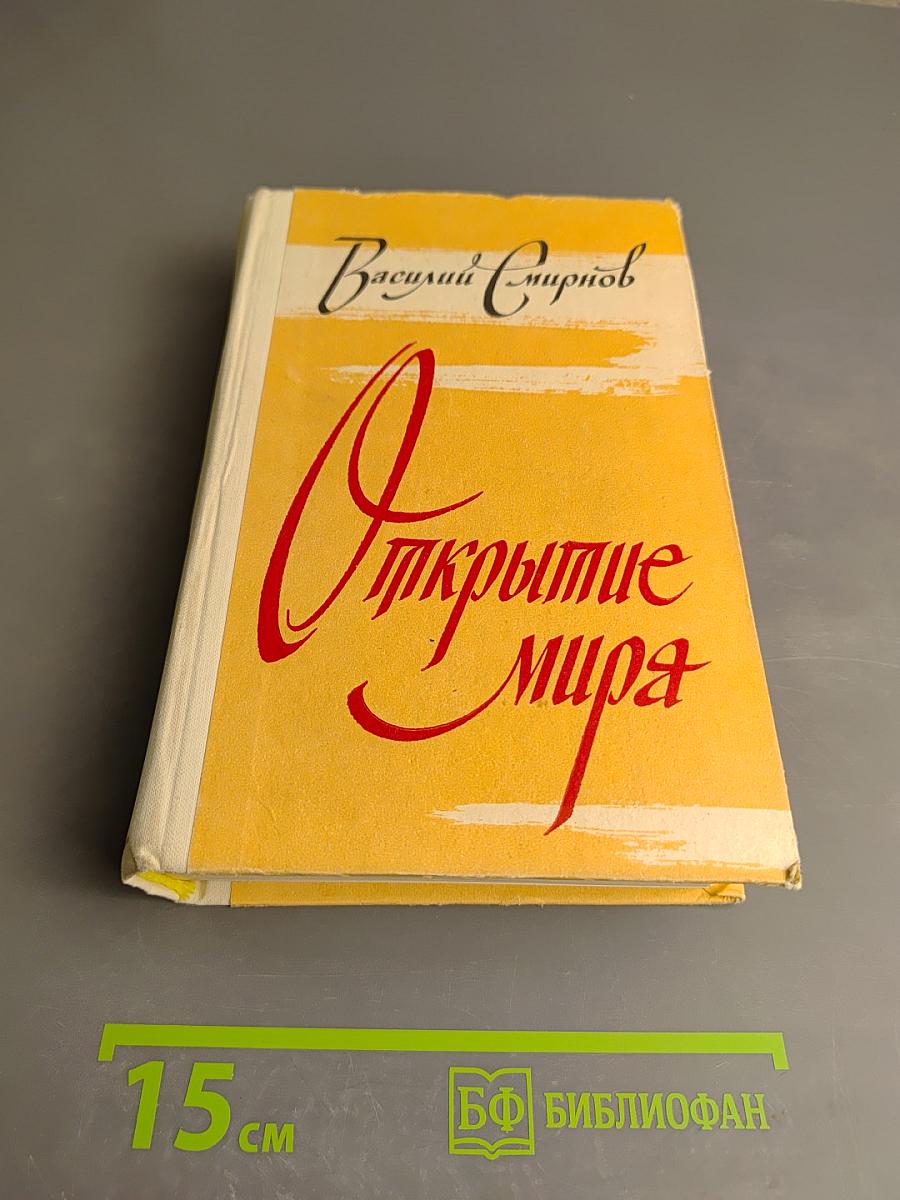 Василий Смирнов
Открытие
мира
15 см
БФ БИБЛИОФАН